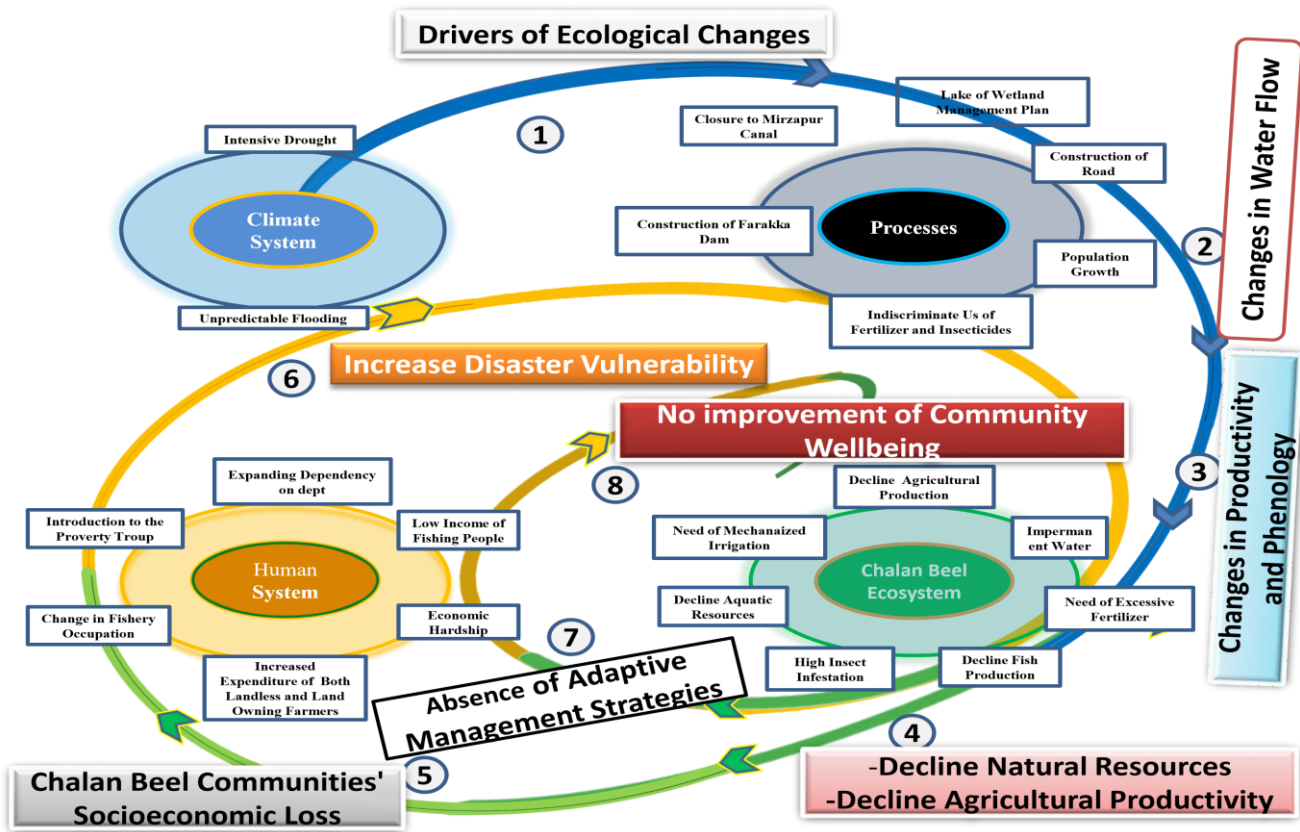 Drivers of Ecological Changes
Changes in Water Flow
Lake of Wetland
Management Plan
Closure to Mirzapur
Canal
1
Intensive Drought
Construction of
Road
Climate
System
Construction of Farakka
Dam
Processes
2
Population
Growth
Unpredictable Flooding
Indiscriminate Us of
Fertilizer and Insecticides
6
Increase Disaster Vulnerability
Changes in Productivity
and Phenology
No improvement of Community
Wellbeing
3
8
Expanding Dependency
on dept
Decline Agricultural
Production
Introduction to the
Proverty Troup
Low Income of
Fishing People
Need of Mechanaized
Irrigation
Imperman
ent Water
Human
System
Chalan Beel
Ecosystem
Change in Fishery
Occupation
Economic
Hardship
Decline Aquatic
Resources
Need of Excessive
Fertilizer
7
Increased
Expenditure of Both
Landless and Land
Owning Farmers
High Insect
Infestation
Decline Fish
Production
Absence of Adaptive
Management Strategies
4
5
Chalan Beel Communities'
Socioeconomic Loss
-Decline Natural Resources
-Decline Agricultural Productivity